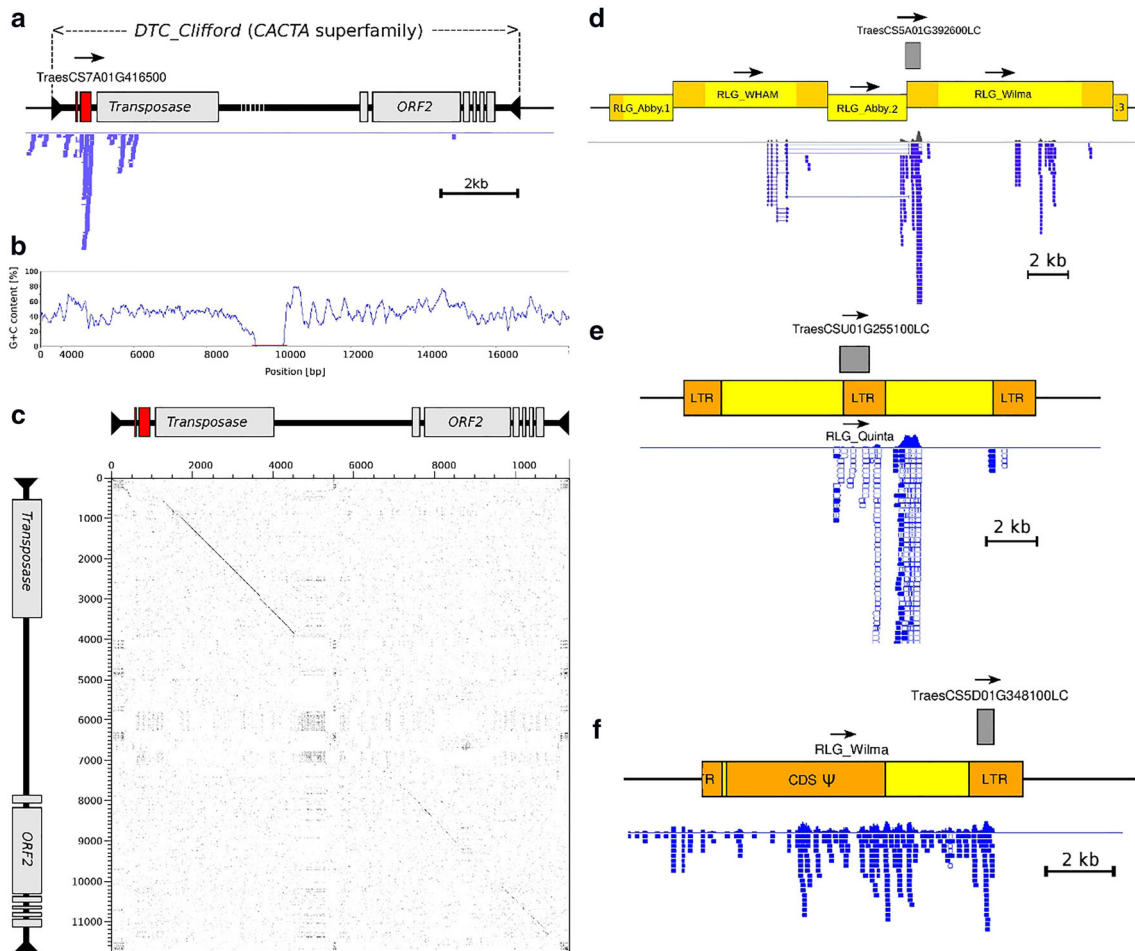 a
DTC_Clifford (CACTA superfamily)
TraesCS7A01G416500
Transposase
ORF2
2kb
b
G+C content [%]
100
80
60
40
20
0
4000 6000 8000 10000 12000 14000 16000
Position [bp]
c
Transposase
ORF2
0 2000 4000 6000 8000 1000
Transposase
ORF2
0
1000
2000
3000
4000
5000
6000
7000
8000
9000
10000
11000
d
TraesCS5A01G392600LC
RLG_Abby.1
RLG_WHAM
RLG_Abby.2
RLG_Wilma
.3
2 kb
e
TraesCSU01G255100LC
LTR LTR LTR
RLG_Quinta
2 kb
f
TraesCS5D01G348100LC
RLG_Wilma
TR
CDS Ψ
LTR
2 kb